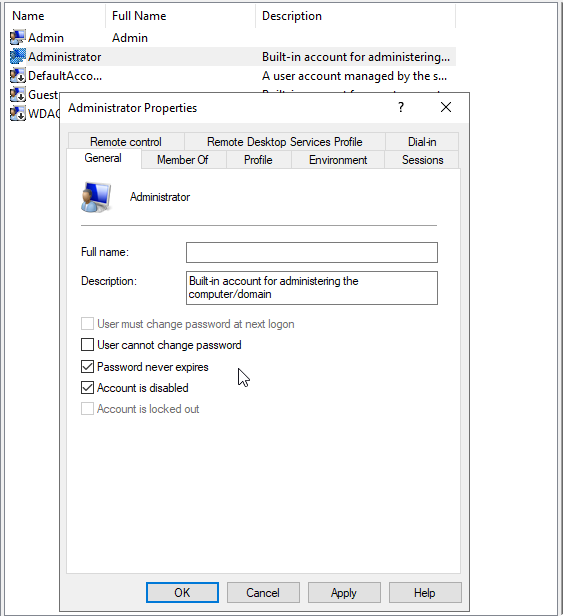 Name Full Name Description
Admin Admin
Administrator Built-in account for administering...
DefaultAcco... A user account managed by the s...
Guest
WDAG
Administrator Properties ? ×
Remote control Remote Desktop Services Profile Dial-in
General Member Of Profile Environment Sessions
Administrator
Full name:
Description: Built-in account for administering the
computer/domain
User must change password at next logon
User cannot change password
Password never expires
Account is disabled
Account is locked out
OK Cancel Apply Help